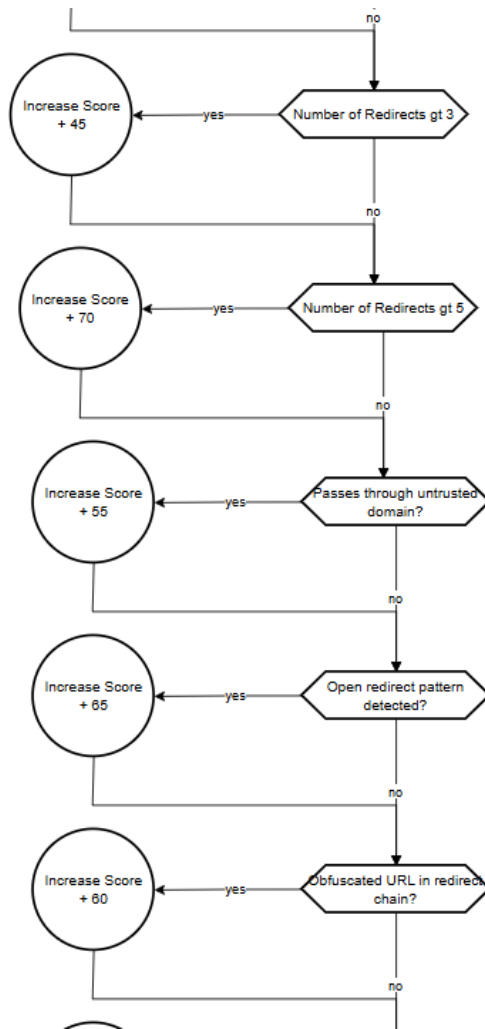 no
Increase Score
+ 45
yes
Number of Redirects gt 3
no
Increase Score
+ 70
yes
Number of Redirects gt 5
no
Increase Score
+ 55
yes
Passes through untrusted
domain?
no
Increase Score
+ 65
yes
Open redirect pattern
detected?
no
Increase Score
+ 60
yes
Obfuscated URL in redirect
chain?
no